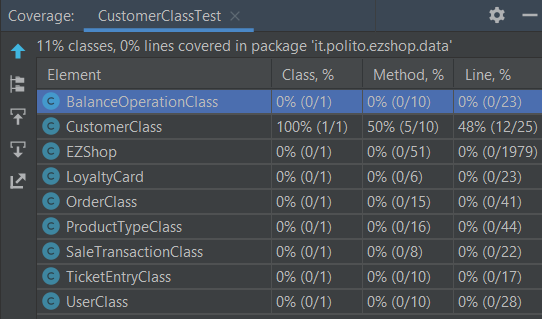 Coverage: CustomerClassTest
11% classes, 0% lines covered in package 'it.polito.ezshop.data'
Element Class, % Method, % Line, %
C BalanceOperationClass 0% (0/1) 0% (0/10) 0% (0/23)
C CustomerClass 100% (1/1) 50% (5/10) 48% (12/25)
C EZShop 0% (0/1) 0% (0/51) 0% (0/1979)
C LoyaltyCard 0% (0/1) 0% (0/6) 0% (0/23)
C OrderClass 0% (0/1) 0% (0/15) 0% (0/41)
C ProductTypeClass 0% (0/1) 0% (0/16) 0% (0/44)
C SaleTransactionClass 0% (0/1) 0% (0/8) 0% (0/22)
C TicketEntryClass 0% (0/1) 0% (0/10) 0% (0/17)
C UserClass 0% (0/1) 0% (0/10) 0% (0/28)